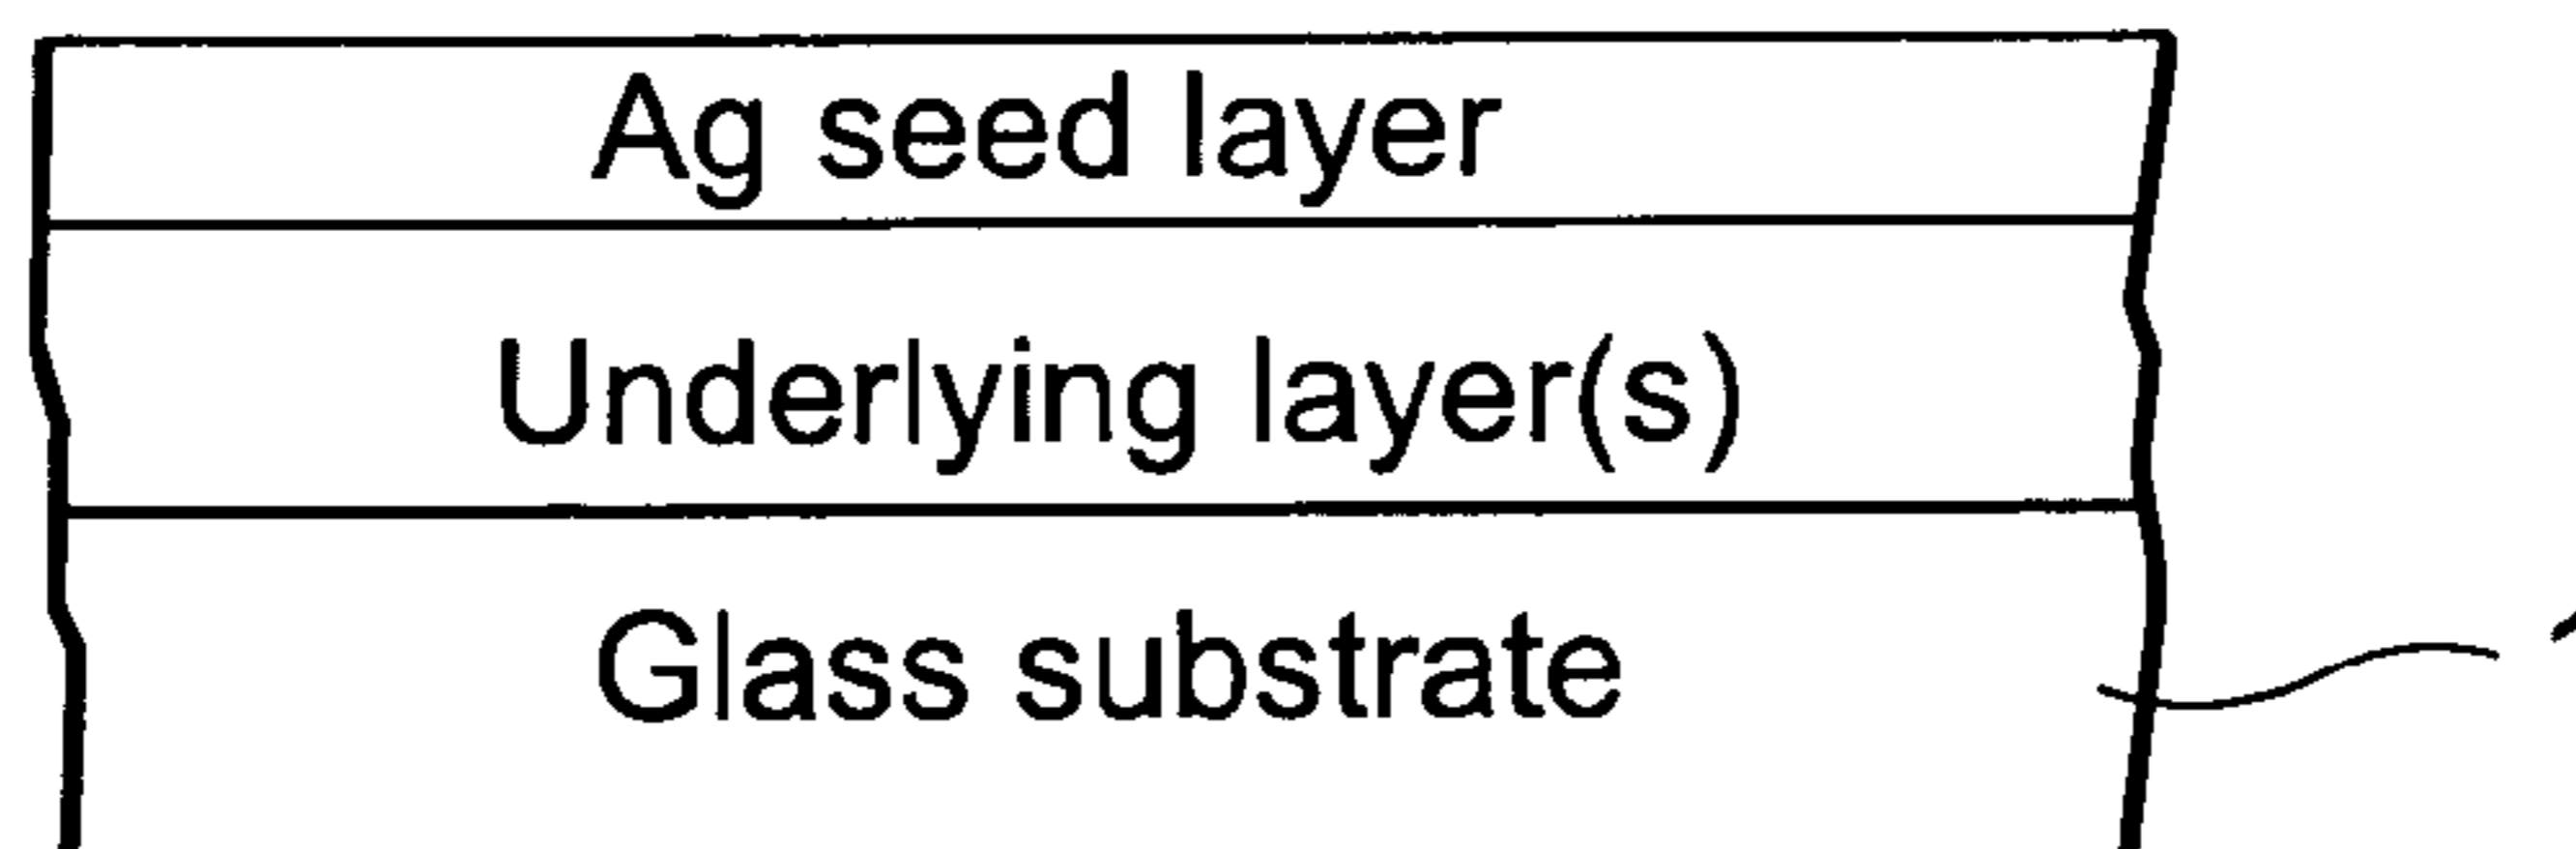 Ag seed layer
Underlying layer(s)
Glass substrate